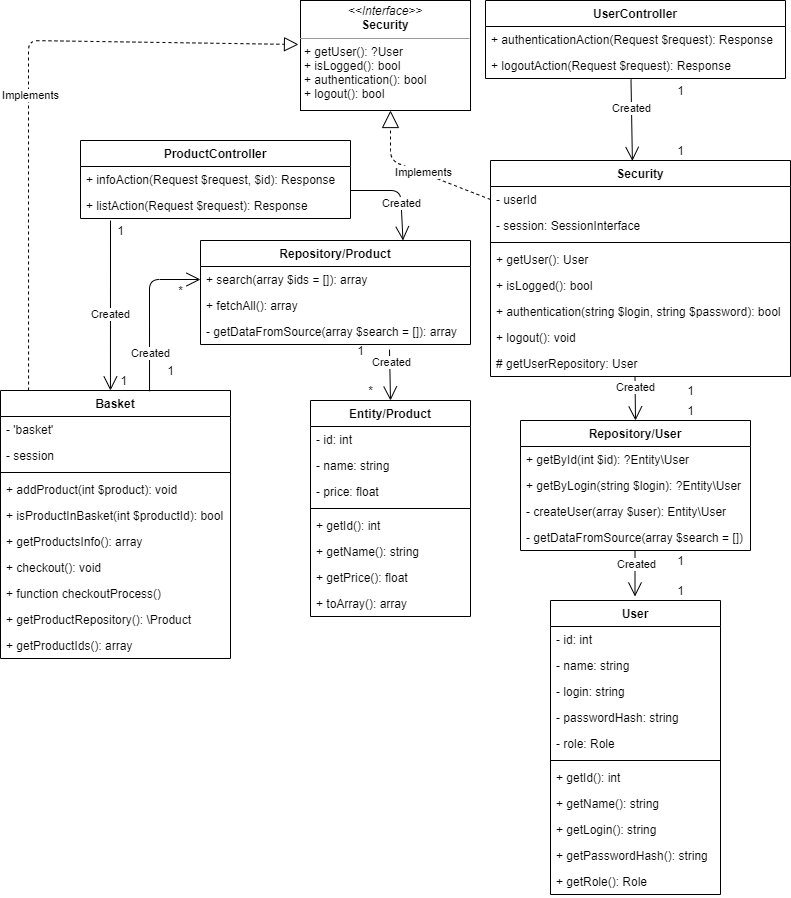 <<Interface>>
Security
+ getUser(): ?User
+ isLogged(): bool
+ authentication(): bool
+ logout(): bool
UserController
+ authenticationAction(Request $request): Response
+ logoutAction(Request $request): Response
1
Created
1
Implements
Implements
ProductController
+ infoAction(Request $request, $id): Response
+ listAction(Request $request): Response
1
Created
Created
1
Security
- userId
- session: SessionInterface
+ getUser(): User
+ isLogged(): bool
+ authentication(string $login, string $password): bool
+ logout(): void
# getUserRepository: User
Repository/Product
+ search(array $ids = []): array
+ fetchAll(): array
- getDataFromSource(array $search = []): array
*
Created
1
1
Created
*
Created
1
1
Basket
- 'basket'
- session
+ addProduct(int $product): void
+ isProductInBasket(int $productId): bool
+ getProductsInfo(): array
+ checkout(): void
+ function checkoutProcess()
+ getProductRepository(): \Product
+ getProductIds(): array
Entity/Product
- id: int
- name: string
- price: float
+ getId(): int
+ getName(): string
+ getPrice(): float
+ toArray(): array
Repository/User
+ getById(int $id): ?Entity\User
+ getByLogin(string $login): ?Entity\User
- createUser(array $user): Entity\User
- getDataFromSource(array $search = [])
Created
1
1
User
- id: int
- name: string
- login: string
- passwordHash: string
- role: Role
+ getId(): int
+ getName(): string
+ getLogin(): string
+ getPasswordHash(): string
+ getRole(): Role